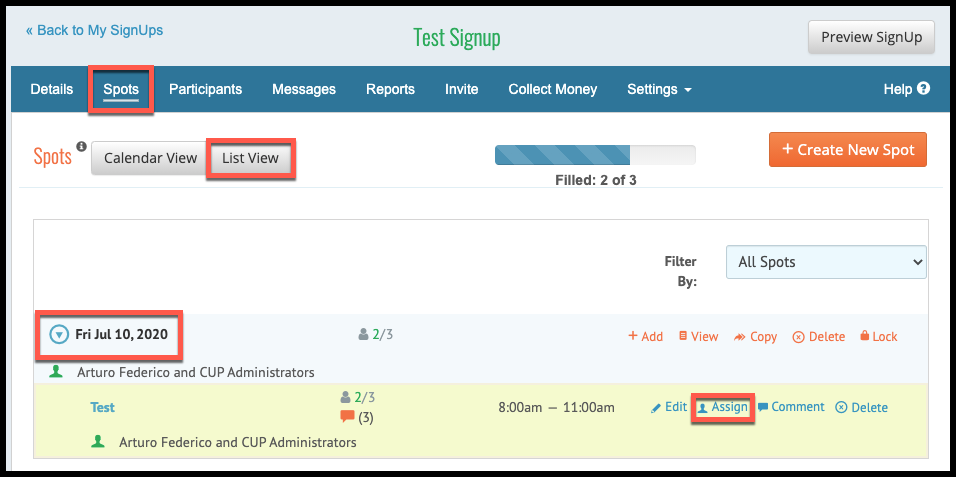 « Back to My SignUps
Test Signup
Preview SignUp
Details Spots Participants Messages Reports Invite Collect Money Settings Help ?
Spots i Calendar View List View + Create New Spot
Filled: 2 of 3
Filter By: All Spots
Fri Jul 10, 2020 2/3 + Add View Copy Delete Lock
Arturo Federico and CUP Administrators
Test 2/3 (3) 8:00am — 11:00am Edit Assign Comment Delete
Arturo Federico and CUP Administrators